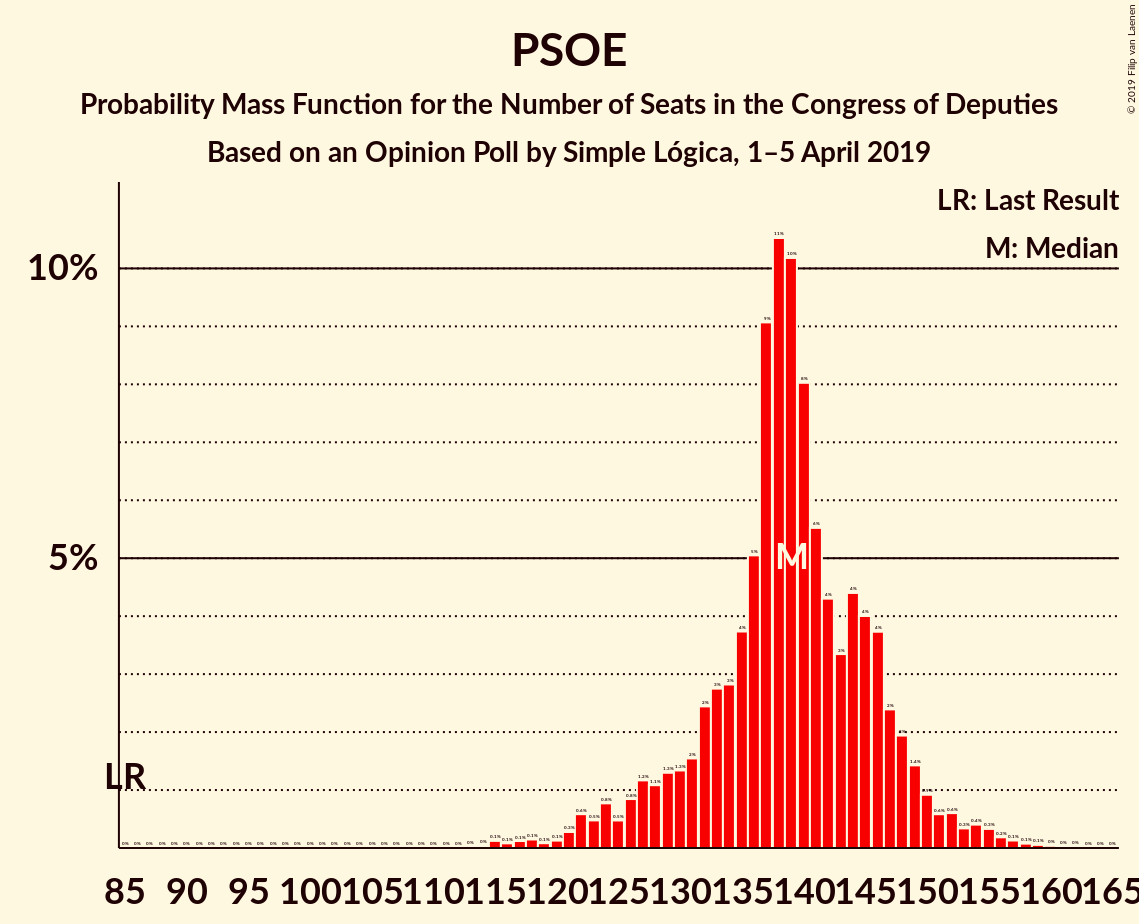 PSOE
Probability Mass Function for the Number of Seats in the Congress of Deputies
Based on an Opinion Poll by Simple Lógica, 1–5 April 2019
© 2019 Filip van Laenen
LR: Last Result
M: Median
10%
5%
LR
M
85 90 95 100 105 110 115 120 125 130 135 140 145 150 155 160 165